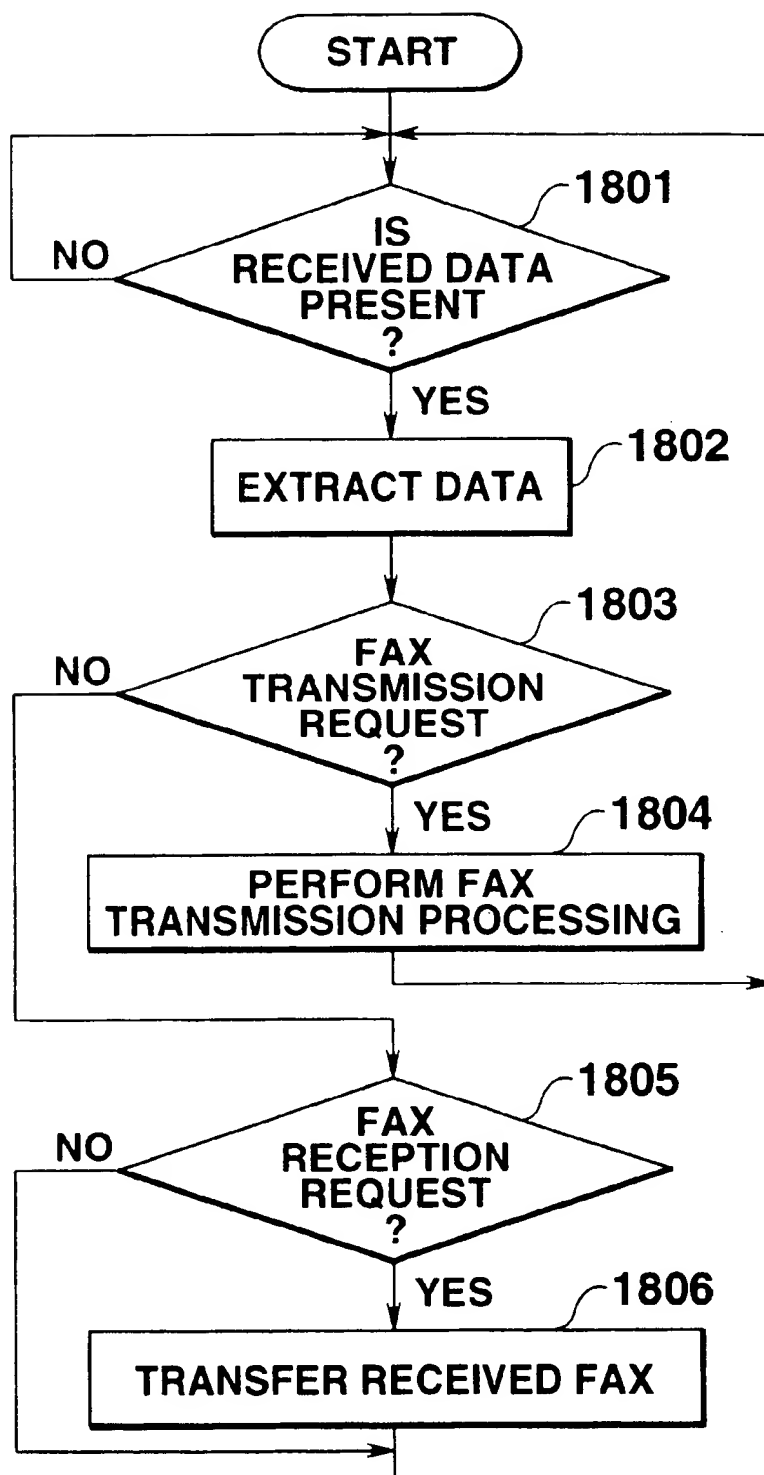 START
1801
IS
RECEIVED DATA
PRESENT
?
NO
YES
1802
EXTRACT DATA
1803
FAX
TRANSMISSION
REQUEST
?
NO
YES
1804
PERFORM FAX
TRANSMISSION PROCESSING
1805
FAX
RECEPTION
REQUEST
?
NO
YES
1806
TRANSFER RECEIVED FAX